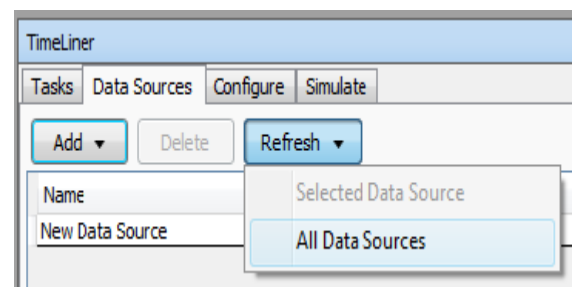 TimeLiner
Tasks Data Sources Configure Simulate
Add Delete Refresh
Name Selected Data Source
New Data Source All Data Sources